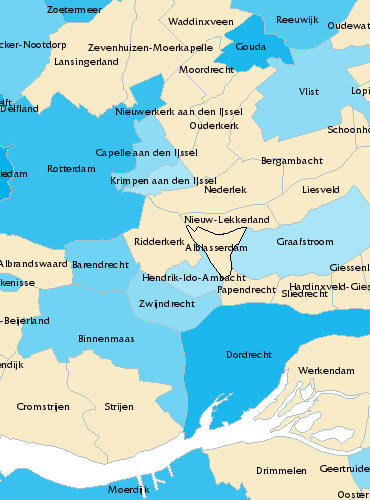 Zoetermeer
Reeuwijk
Waddinxveen
Oudewat
cker-Nootdorp
Zevenhuizen-Moerkapelle
Gouda
Lansingerland
Moordrecht
Vlist
Lopi
lft
Delfland
Nieuwerkerk aan den IJssel
Ouderkerk
Schoonho
Capelle aan den IJssel
Bergambacht
Rotterdam
edam
Krimpen aan den IJssel
Nederlek
Liesveld
Nieuw-Lekkerland
Ridderkerk
Alblasserdam
Graafstroom
Albrandswaard
Barendrecht
Giessenl
Hendrik-Ido-Ambacht
kenisse
Papendrecht
Hardinxveld-Gies
Sliedrecht
Zwijndrecht
-Beijerland
Binnenmaas
Dordrecht
endijk
Werkendam
Cromstrijen
Strijen
Drimmelen
Geertruide
Moerdijk
Ooster